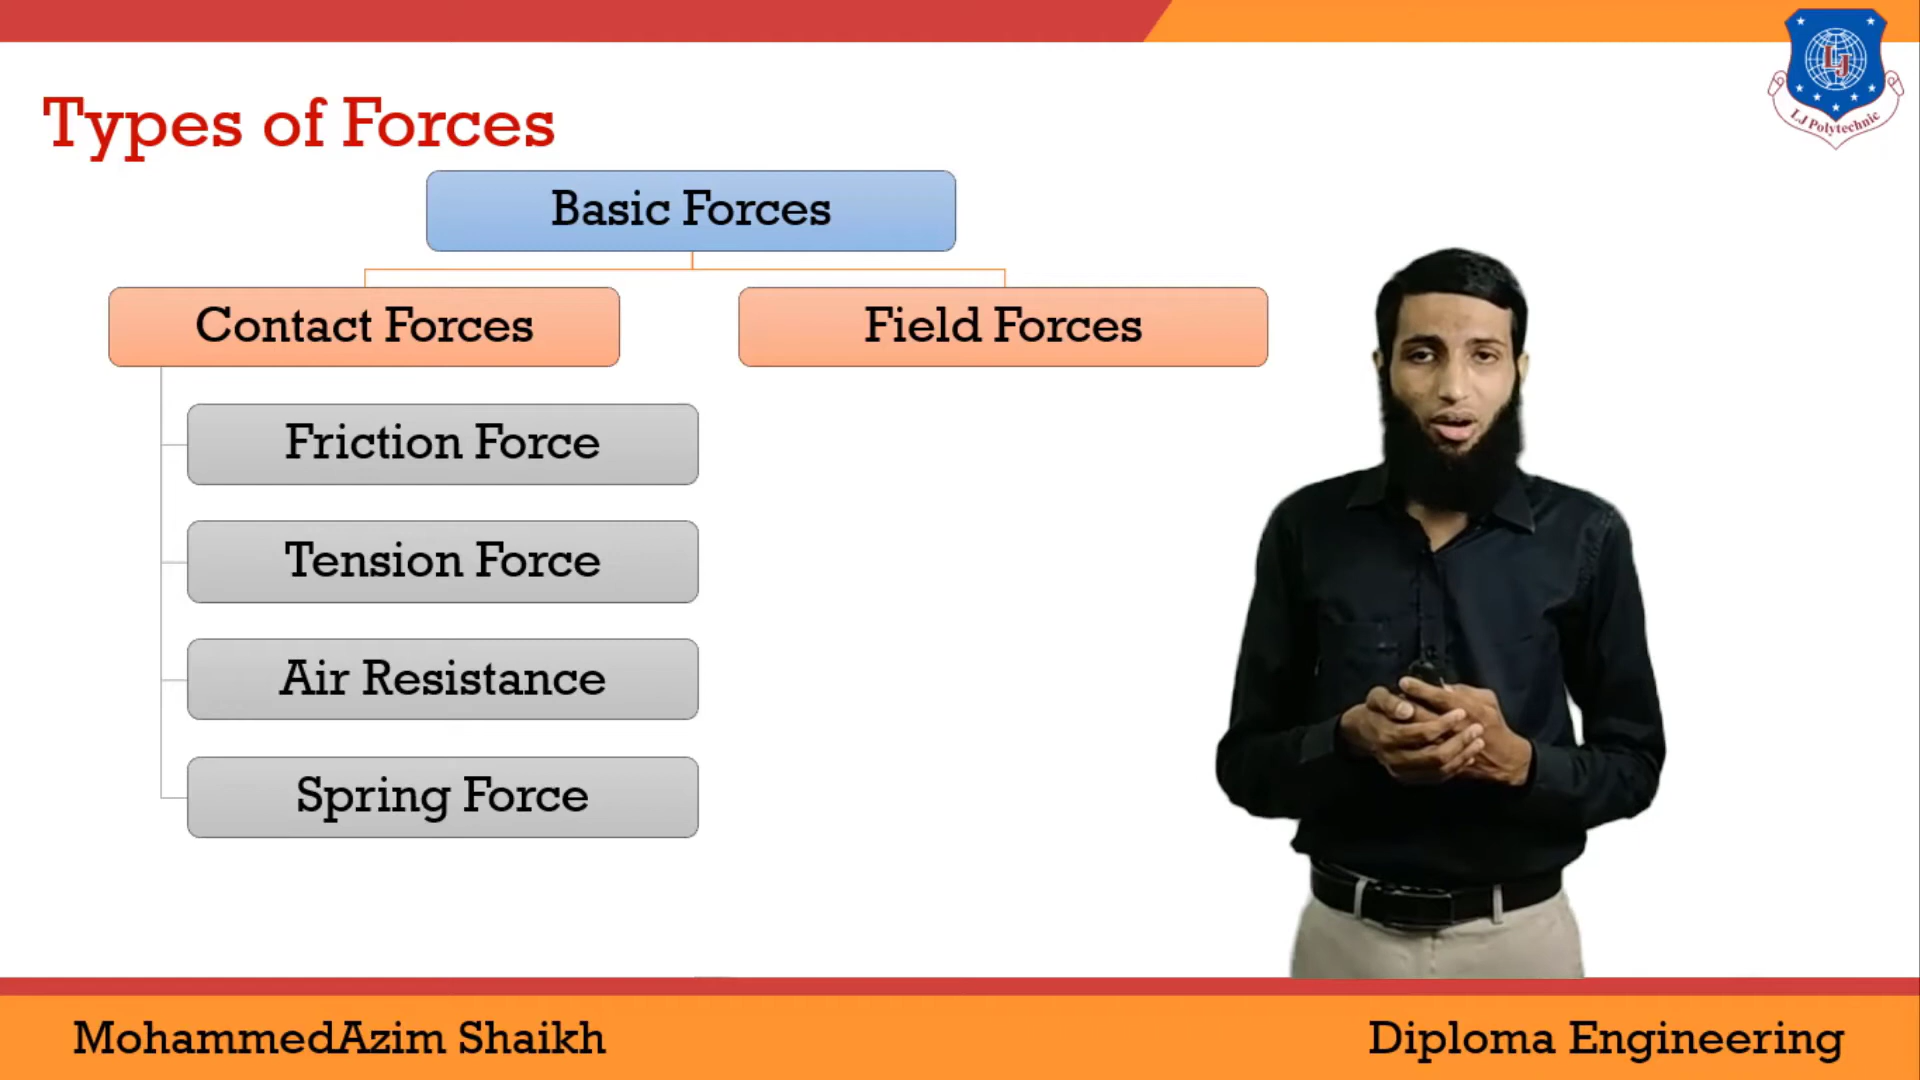 LJ
LJ Polytechnic
Types of Forces
Basic Forces
Contact Forces
Field Forces
Friction Force
Tension Force
Air Resistance
Spring Force
MohammedAzim Shaikh
Diploma Engineering